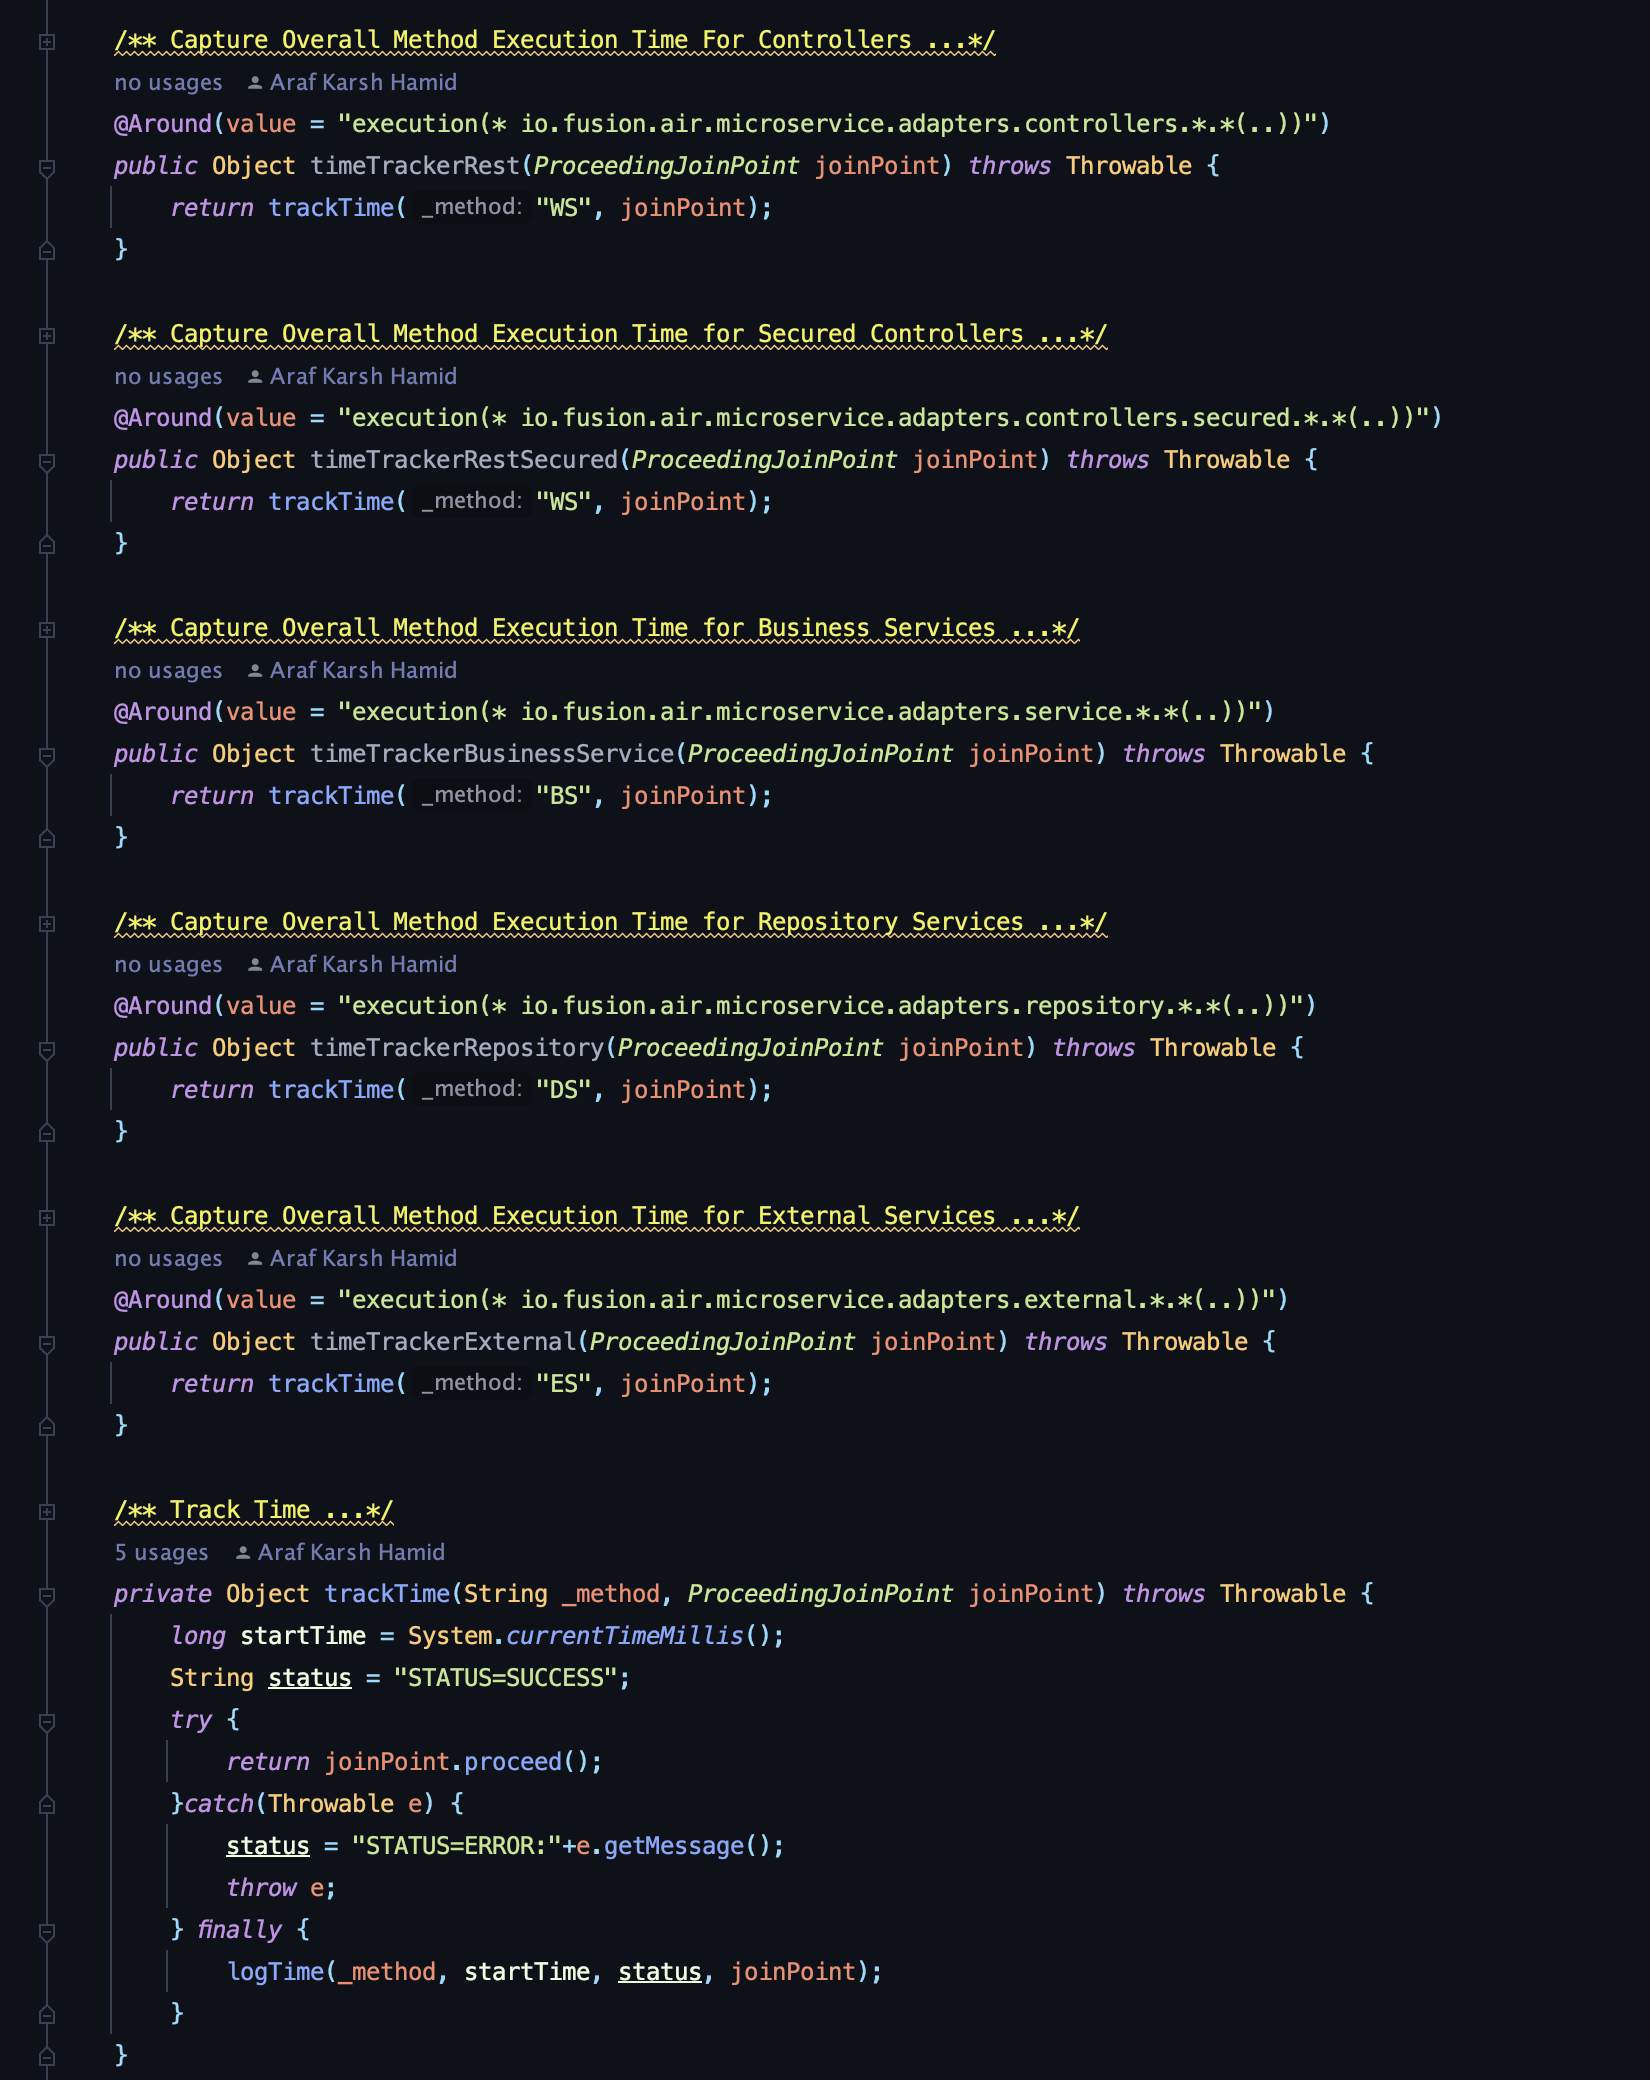 /** Capture Overall Method Execution Time For Controllers ...*/
no usages Araf Karsh Hamid
@Around(value = "execution(* io.fusion.air.microservice.adapters.controllers.*.*(..))")
public Object timeTrackerRest(ProceedingJoinPoint joinPoint) throws Throwable {
return trackTime( _method: "WS", joinPoint);
}
/** Capture Overall Method Execution Time for Secured Controllers ...*/
no usages Araf Karsh Hamid
@Around(value = "execution(* io.fusion.air.microservice.adapters.controllers.secured.*.*(..))")
public Object timeTrackerRestSecured(ProceedingJoinPoint joinPoint) throws Throwable {
return trackTime( _method: "WS", joinPoint);
}
/** Capture Overall Method Execution Time for Business Services ...*/
no usages Araf Karsh Hamid
@Around(value = "execution(* io.fusion.air.microservice.adapters.service.*.*(..))")
public Object timeTrackerBusinessService(ProceedingJoinPoint joinPoint) throws Throwable {
return trackTime( _method: "BS", joinPoint);
}
/** Capture Overall Method Execution Time for Repository Services ...*/
no usages Araf Karsh Hamid
@Around(value = "execution(* io.fusion.air.microservice.adapters.repository.*.*(..))")
public Object timeTrackerRepository(ProceedingJoinPoint joinPoint) throws Throwable {
return trackTime( _method: "DS", joinPoint);
}
/** Capture Overall Method Execution Time for External Services ...*/
no usages Araf Karsh Hamid
@Around(value = "execution(* io.fusion.air.microservice.adapters.external.*.*(..))")
public Object timeTrackerExternal(ProceedingJoinPoint joinPoint) throws Throwable {
return trackTime( _method: "ES", joinPoint);
}
/** Track Time ...*/
5 usages Araf Karsh Hamid
private Object trackTime(String _method, ProceedingJoinPoint joinPoint) throws Throwable {
long startTime = System.currentTimeMillis();
String status = "STATUS=SUCCESS";
try {
return joinPoint.proceed();
}catch(Throwable e) {
status = "STATUS=ERROR:"+e.getMessage();
throw e;
} finally {
logTime(_method, startTime, status, joinPoint);
}
}